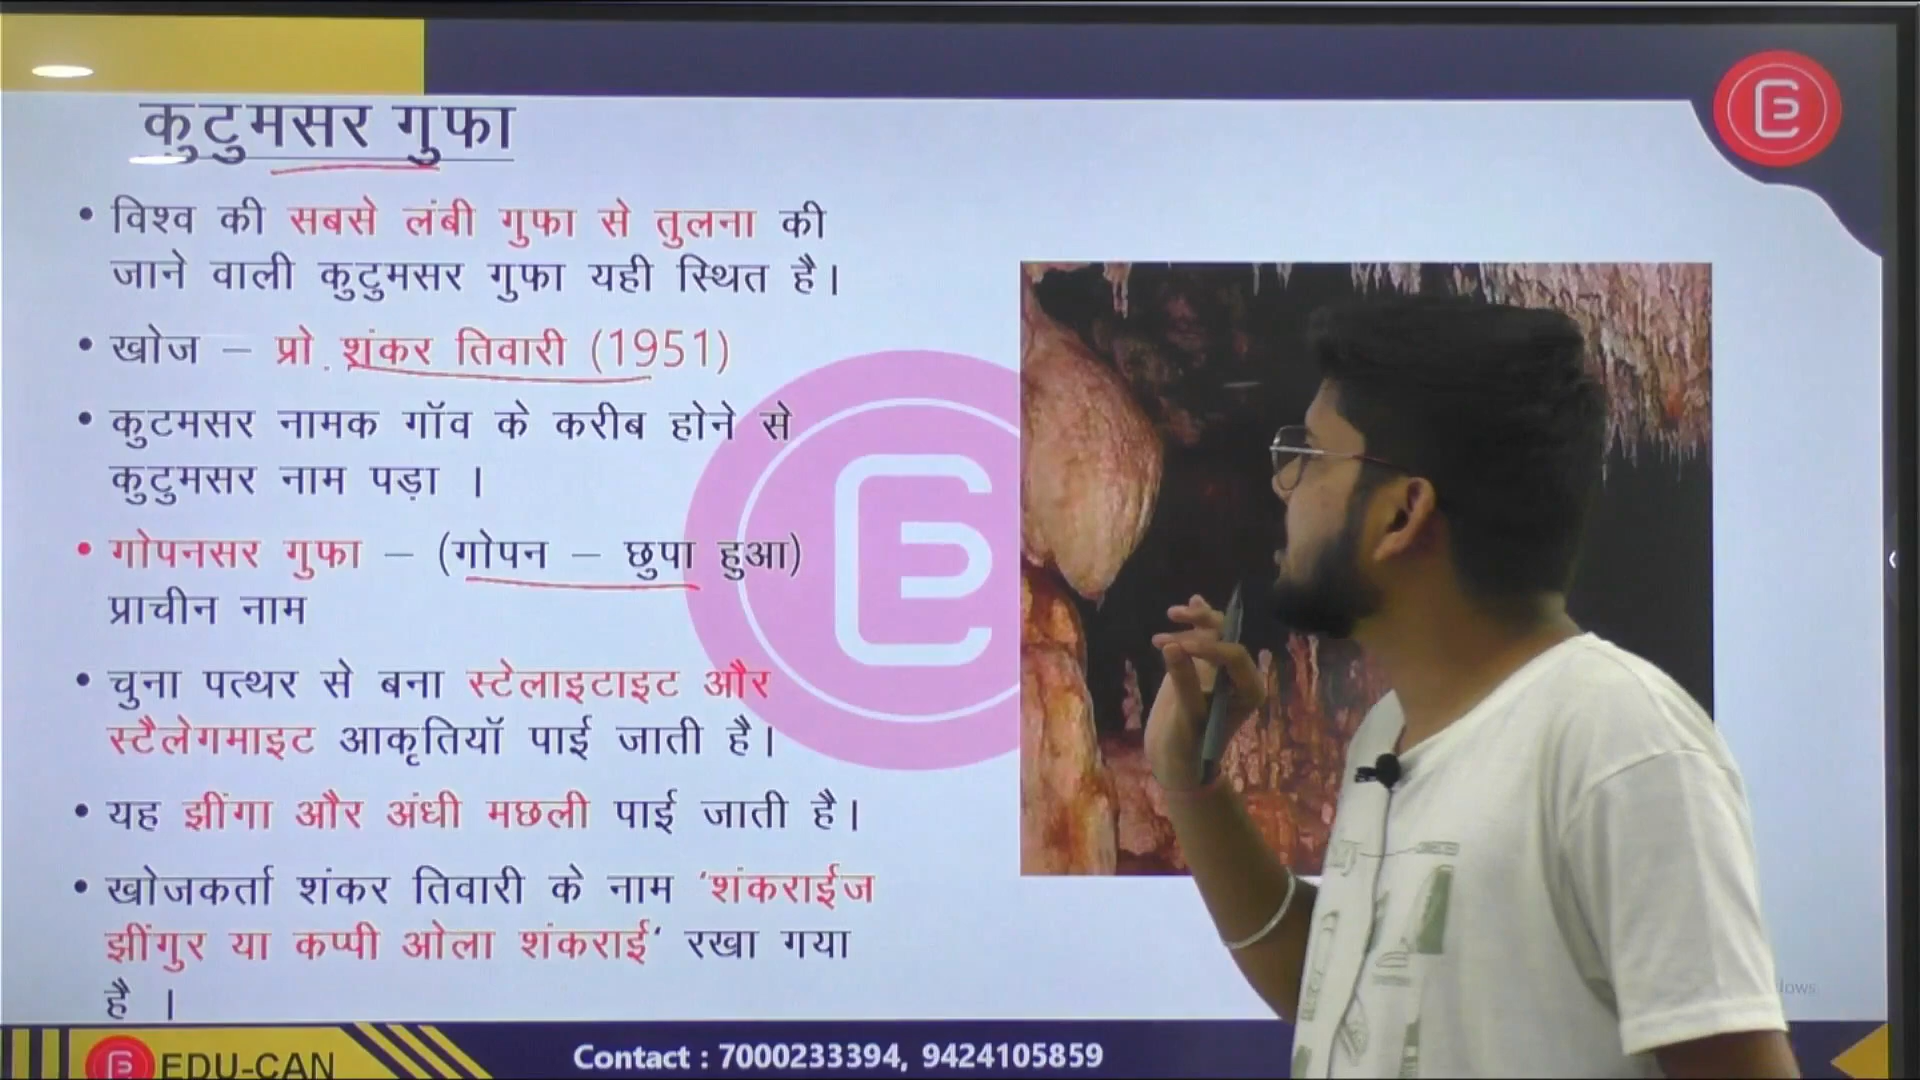 कुटुमसर गुफा
• विश्व की सबसे लंबी गुफा से तुलना की
जाने वाली कुटुमसर गुफा यही स्थित है।
• खोज – प्रो. शंकर तिवारी (1951)
• कुटमसर नामक गॉव के करीब होने से
कुटुमसर नाम पड़ा ।
• गोपनसर गुफा – (गोपन – छुपा हुआ)
प्राचीन नाम
• चुना पत्थर से बना स्टेलाइटाइट और
स्टैलेगमाइट आकृतियॉ पाई जाती है।
• यह झींगा और अंधी मछली पाई जाती है।
• खोजकर्ता शंकर तिवारी के नाम ‘शंकराईज
झींगुर या कप्पी ओला शंकराई‘ रखा गया
है ।
EDU-CAN
Contact : 7000233394, 9424105859